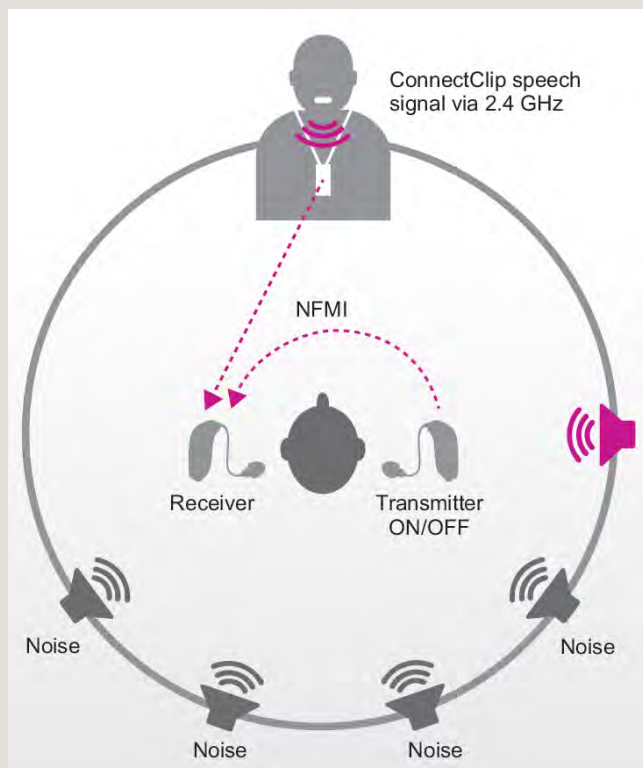 ConnectClip speech
signal via 2.4 GHz
NFMI
Receiver
Transmitter
ON/OFF
Noise
Noise
Noise
Noise